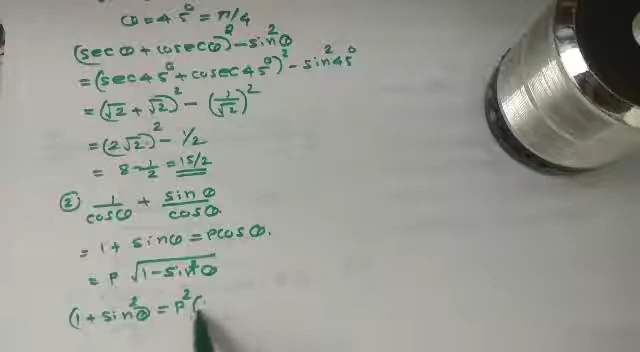 θ = 45° = π/4
(secθ + cosecθ)² - sin²θ
= (sec45° + cosec45°)² - sin²45°
= (√2 + √2)² - (1/√2)²
= (2√2)² - 1/2
= 8 - 1/2 = 15/2
② 1/cosθ + sinθ/cosθ
= 1 + sinθ = Pcosθ.
= P √1-sin²θ
(1 + sin²θ = P² (